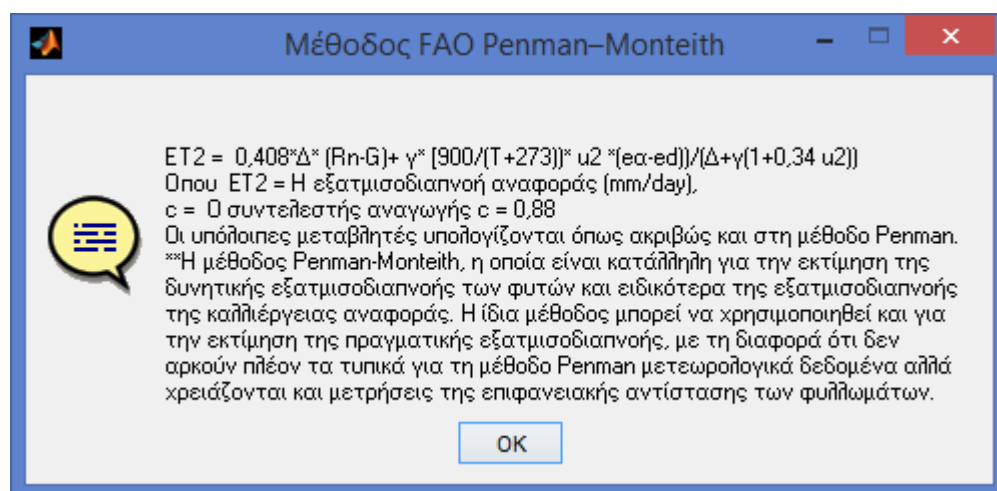 Μέθοδος FAO Penman–Monteith
ET2 = 0,408*Δ* (Rn-G)+ γ* [900/(T+273))* u2 *(eα-ed))/(Δ+γ(1+0,34 u2))
Οπου ET2 = Η εξατμισοδιαπνοή αναφοράς (mm/day),
c = Ο συντελεστής αναγωγής c = 0,88
Οι υπόλοιπες μεταβλητές υπολογίζονται όπως ακριβώς και στη μέθοδο Penman.
**Η μέθοδος Penman-Monteith, η οποία είναι κατάλληλη για την εκτίμηση της
δυνητικής εξατμισοδιαπνοής των φυτών και ειδικότερα της εξατμισοδιαπνοής
της καλλιέργειας αναφοράς. Η ίδια μέθοδος μπορεί να χρησιμοποιηθεί και για
την εκτίμηση της πραγματικής εξατμισοδιαπνοής, με τη διαφορά ότι δεν
αρκούν πλέον τα τυπικά για τη μέθοδο Penman μετεωρολογικά δεδομένα αλλά
χρειάζονται και μετρήσεις της επιφανειακής αντίστασης των φυλλωμάτων.
OK